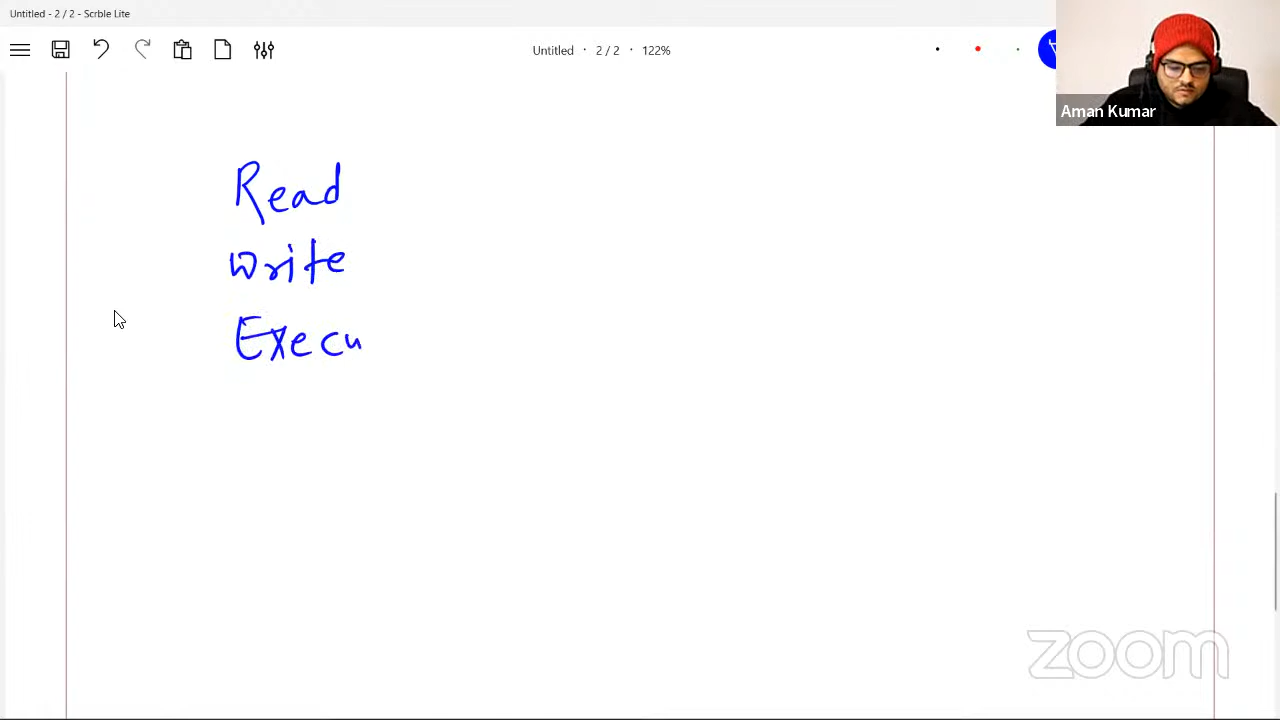 Untitled - 2 / 2 - Scrble Lite
Untitled · 2 / 2 · 122%
Aman Kumar
Read
Write
Execu
zoom